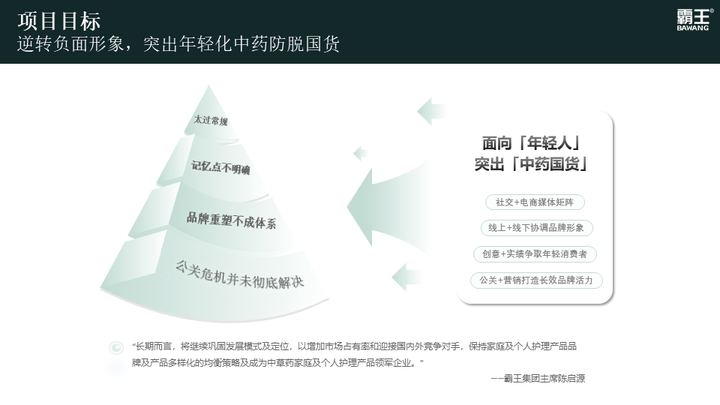 项目目标
逆转负面形象，突出年轻化中药防脱国货
霸王®
BAWANG
太过常规
记忆点不明确
品牌重塑不成体系
公关危机并未彻底解决
面向「年轻人」
突出「中药国货」
社交+电商媒体矩阵
线上+线下协调品牌形象
创意+实绩争取年轻消费者
公关+营销打造长效品牌活力
“长期而言，将继续巩固发展模式及定位，以增加市场占有率和迎接国内外竞争对手，保持家庭及个人护理产品品
牌及产品多样化的均衡策略及成为中草药家庭及个人护理产品领军企业。”
——霸王集团主席陈启源